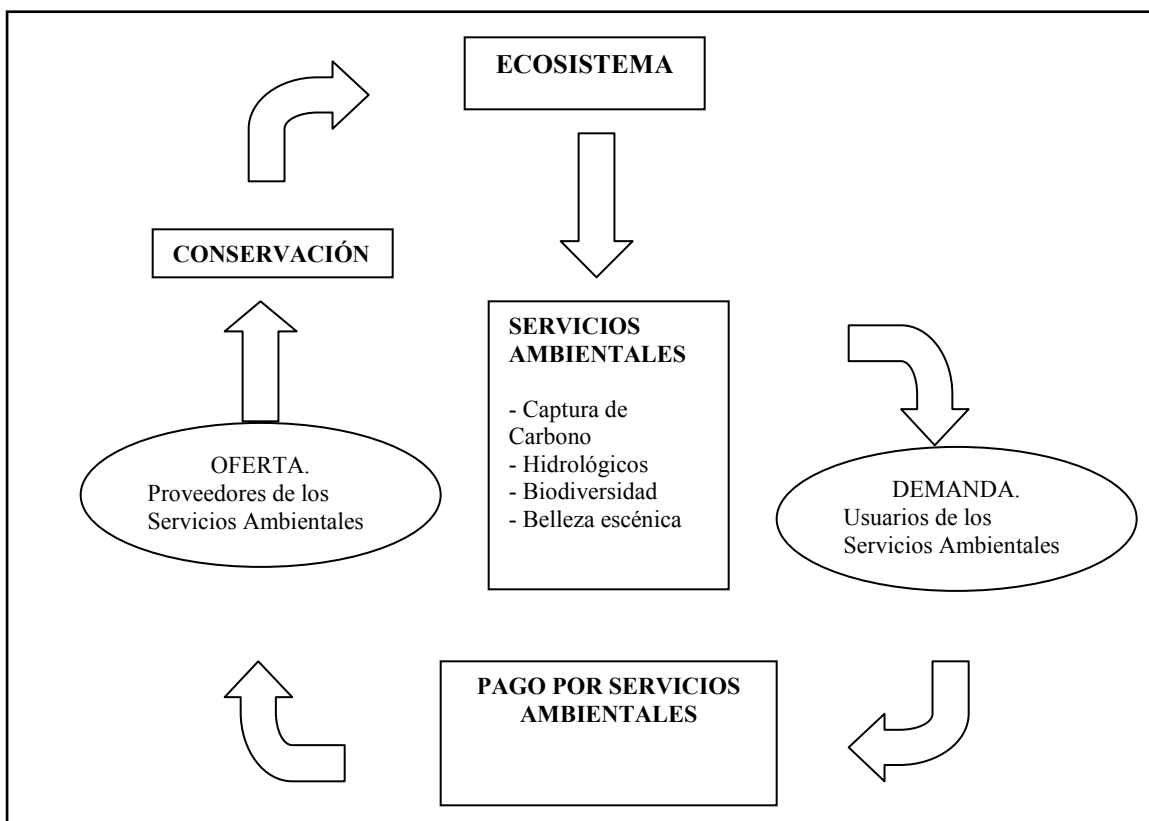 ECOSISTEMA
CONSERVACIÓN
SERVICIOS
AMBIENTALES
- Captura de
Carbono
- Hidrológicos
- Biodiversidad
- Belleza escénica
OFERTA.
Proveedores de los
Servicios Ambientales
DEMANDA.
Usuarios de los
Servicios Ambientales
PAGO POR SERVICIOS
AMBIENTALES